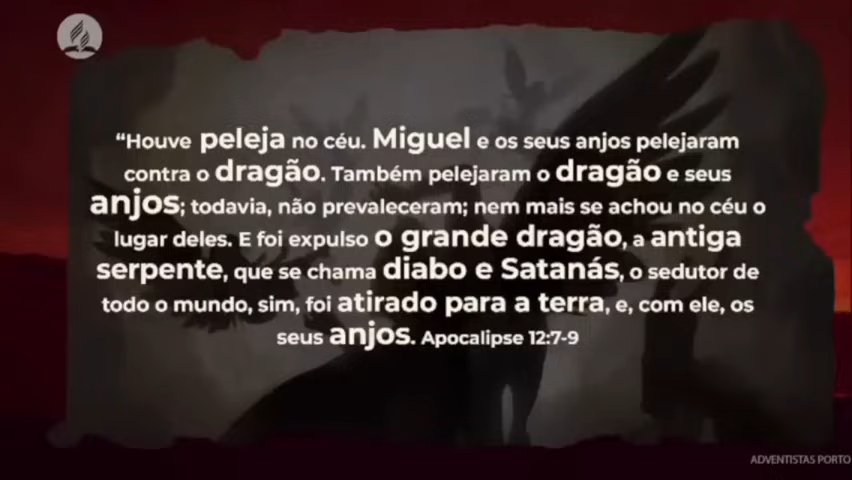 “Houve peleja no céu. Miguel e os seus anjos pelejaram
contra o dragão. Também pelejaram o dragão e seus
anjos; todavia, não prevaleceram; nem mais se achou no céu o
lugar deles. E foi expulso o grande dragão, a antiga
serpente, que se chama diabo e Satanás, o sedutor de
todo o mundo, sim, foi atirado para a terra, e, com ele, os
seus anjos. Apocalipse 12:7-9
ADVENTISTAS PORTO